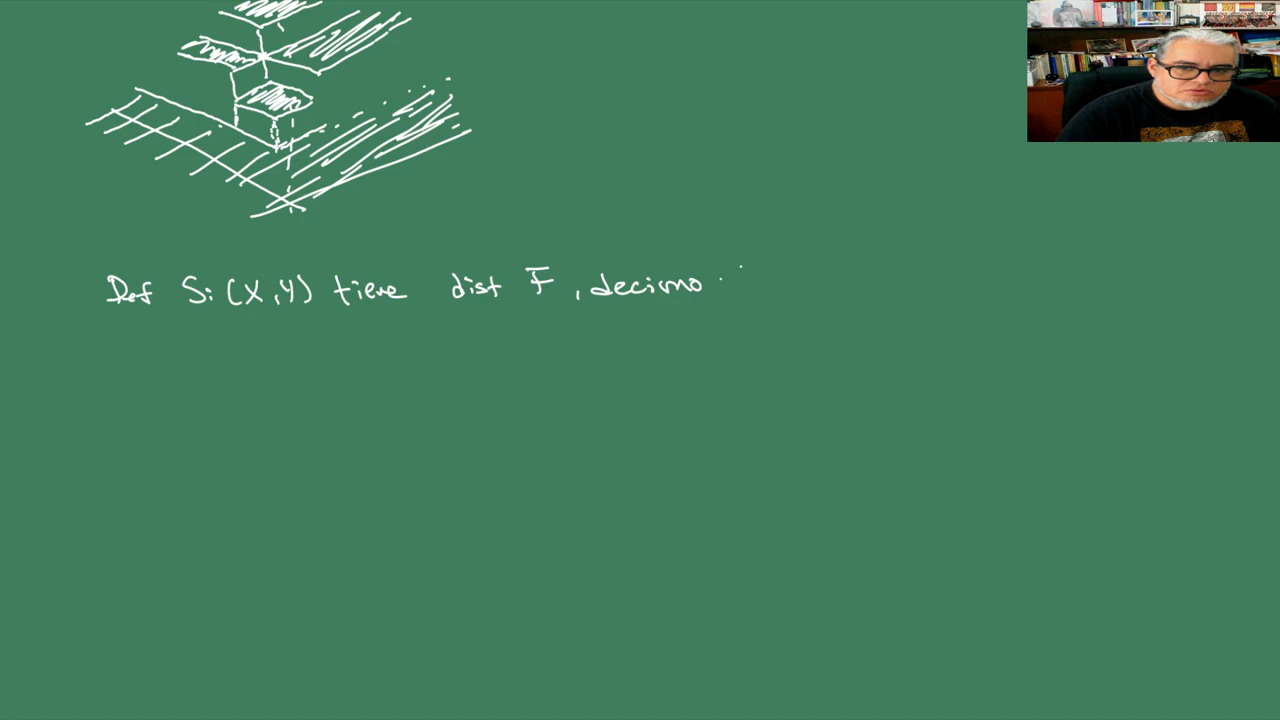 Def Si (X,Y) tiene dist F, decimo